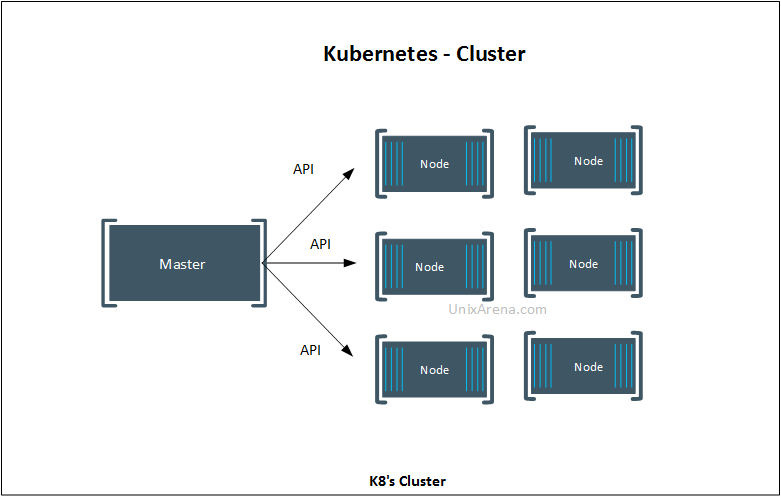 Kubernetes - Cluster
API
API
API
Master
Node
Node
Node
Node
Node
Node
UnixArena.com
K8's Cluster